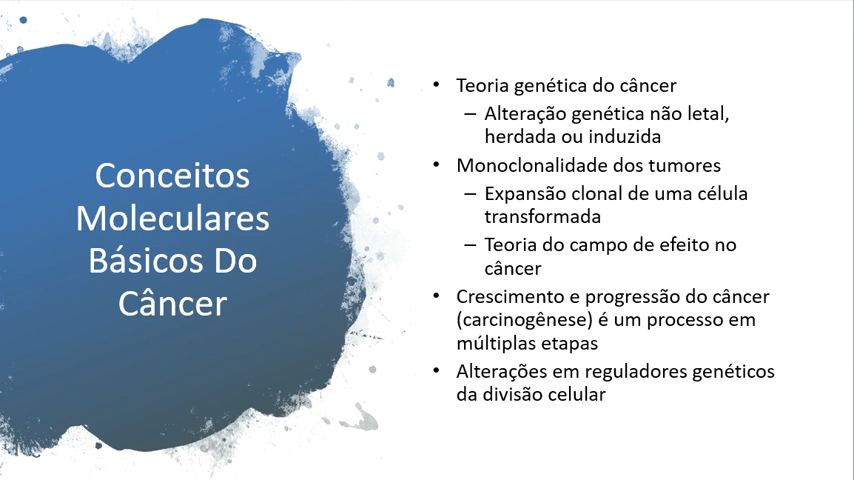 Conceitos
Moleculares
Básicos Do
Câncer
• Teoria genética do câncer
– Alteração genética não letal,
herdada ou induzida
• Monoclonalidade dos tumores
– Expansão clonal de uma célula
transformada
– Teoria do campo de efeito no
câncer
• Crescimento e progressão do câncer
(carcinogênese) é um processo em
múltiplas etapas
• Alterações em reguladores genéticos
da divisão celular